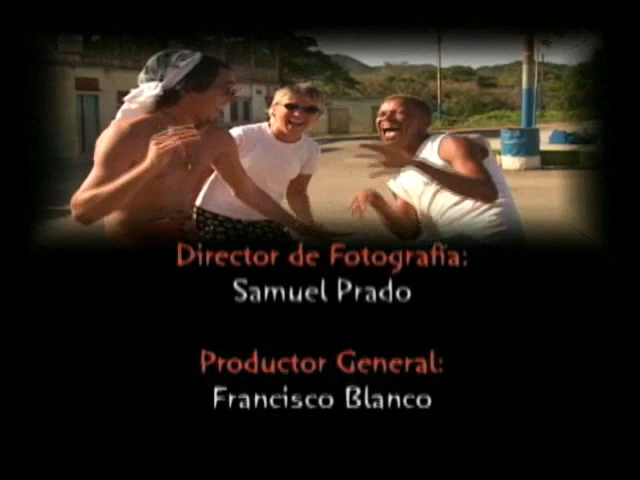 Director de Fotografía:
Samuel Prado
Productor General:
Francisco Blanco